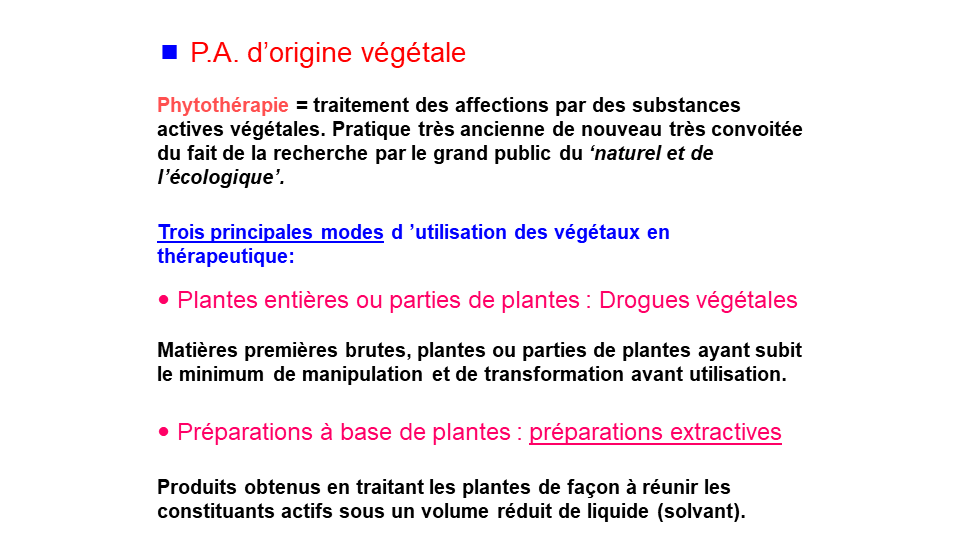 P.A. d’origine végétale
Phytothérapie = traitement des affections par des substances
actives végétales. Pratique très ancienne de nouveau très convoitée
du fait de la recherche par le grand public du ‘naturel et de
l’écologique’.
Trois principales modes d ’utilisation des végétaux en
thérapeutique:
• Plantes entières ou parties de plantes : Drogues végétales
Matières premières brutes, plantes ou parties de plantes ayant subit
le minimum de manipulation et de transformation avant utilisation.
• Préparations à base de plantes : préparations extractives
Produits obtenus en traitant les plantes de façon à réunir les
constituants actifs sous un volume réduit de liquide (solvant).